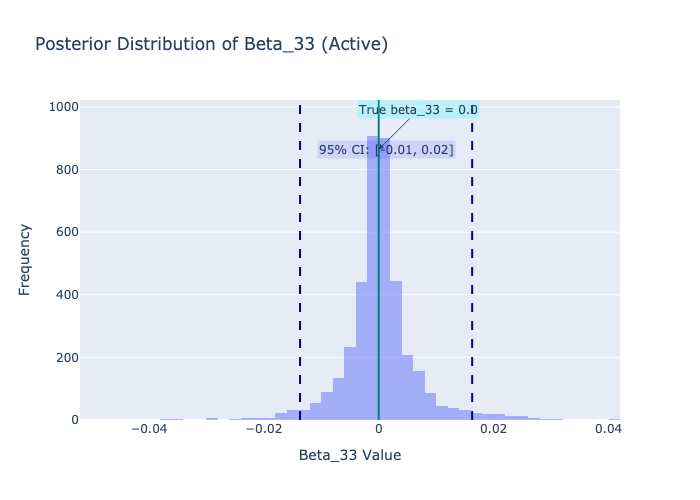 Posterior Distribution of Beta_33 (Active)
True beta_33 = 0.0
95% CI: [-0.01, 0.02]
1000
800
600
400
200
0
Frequency
−0.04
−0.02
0
0.02
0.04
Beta_33 Value